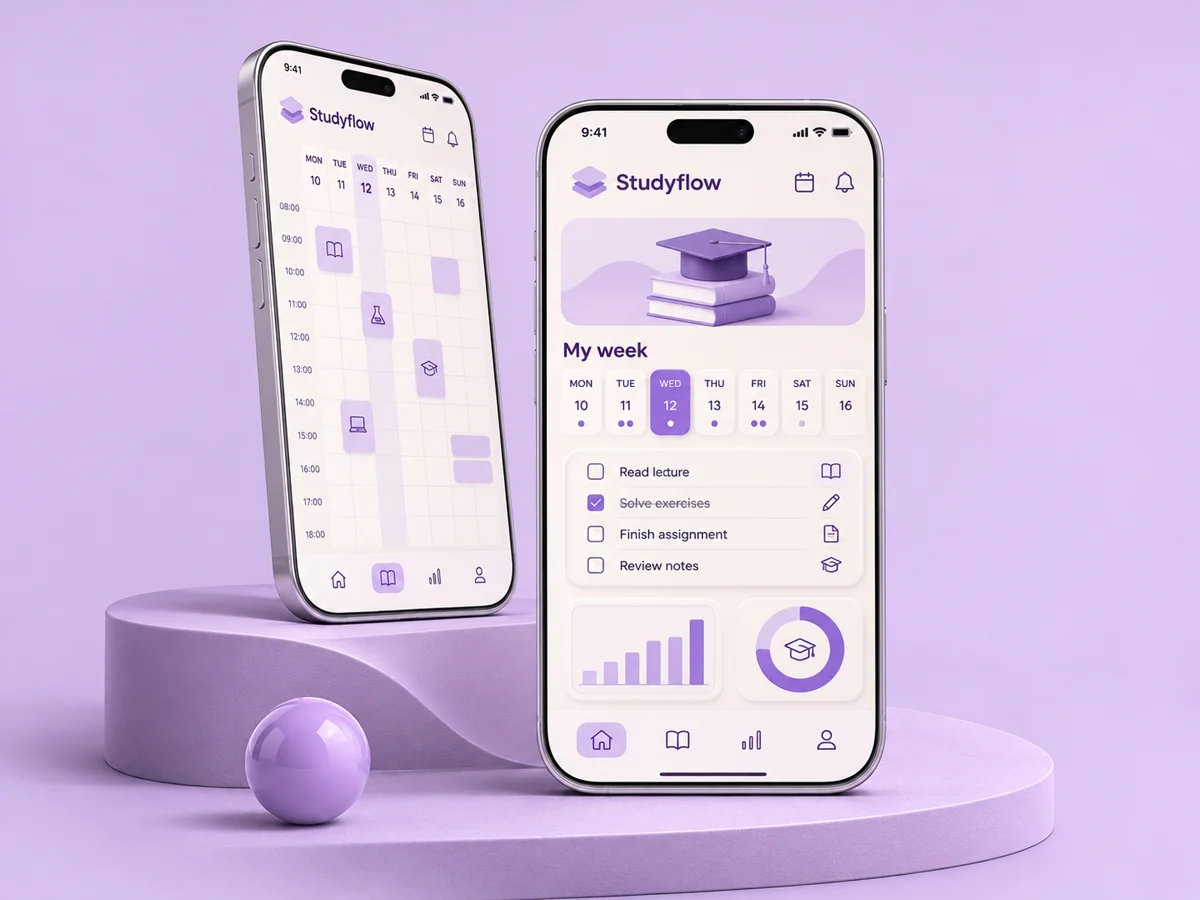 9:41
Studyflow
MON TUE WED THU FRI SAT SUN
10 11 12 13 14 15 16
08:00
09:00
10:00
11:00
12:00
13:00
14:00
15:00
16:00
17:00
18:00
9:41
Studyflow
My week
MON TUE WED THU FRI SAT SUN
10 11 12 13 14 15 16
Read lecture
Solve exercises
Finish assignment
Review notes